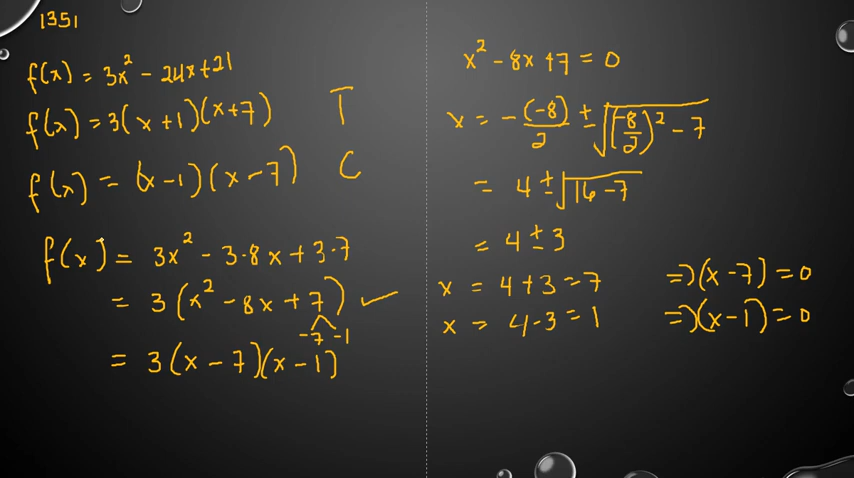 1351
f(x) = 3x² - 24x + 21
f(x) = 3(x+1)(x+7) T
f(x) = (x-1)(x-7) C
f(x) = 3x² - 3·8x + 3·7
= 3(x² - 8x + 7) ✓
-7 -1
= 3(x - 7)(x - 1)
x² - 8x + 7 = 0
x = -(-8)/2 ± √((-8/2)² - 7)
= 4 ± √16-7
= 4 ± 3
x = 4 + 3 = 7 => (x - 7) = 0
x = 4 - 3 = 1 => (x - 1) = 0